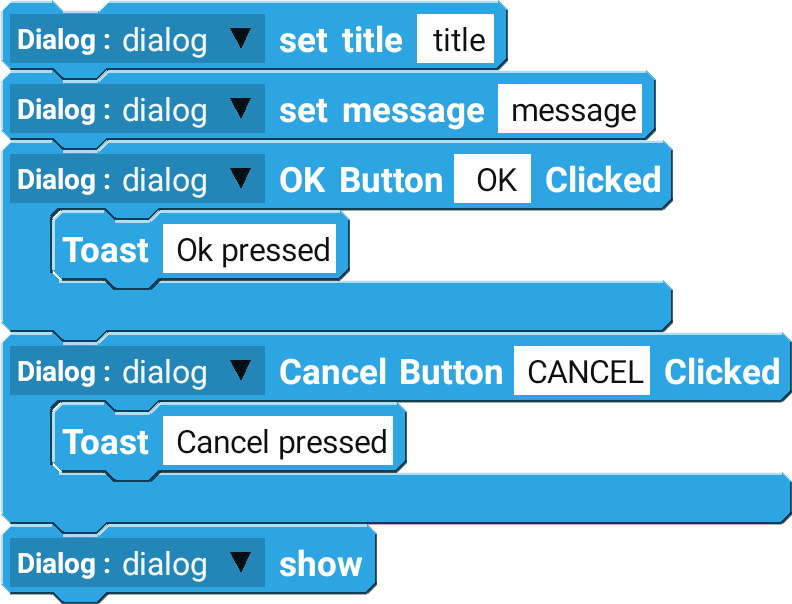 Dialog : dialog set title title
Dialog : dialog set message message
Dialog : dialog OK Button OK Clicked
Toast Ok pressed
Dialog : dialog Cancel Button CANCEL Clicked
Toast Cancel pressed
Dialog : dialog show